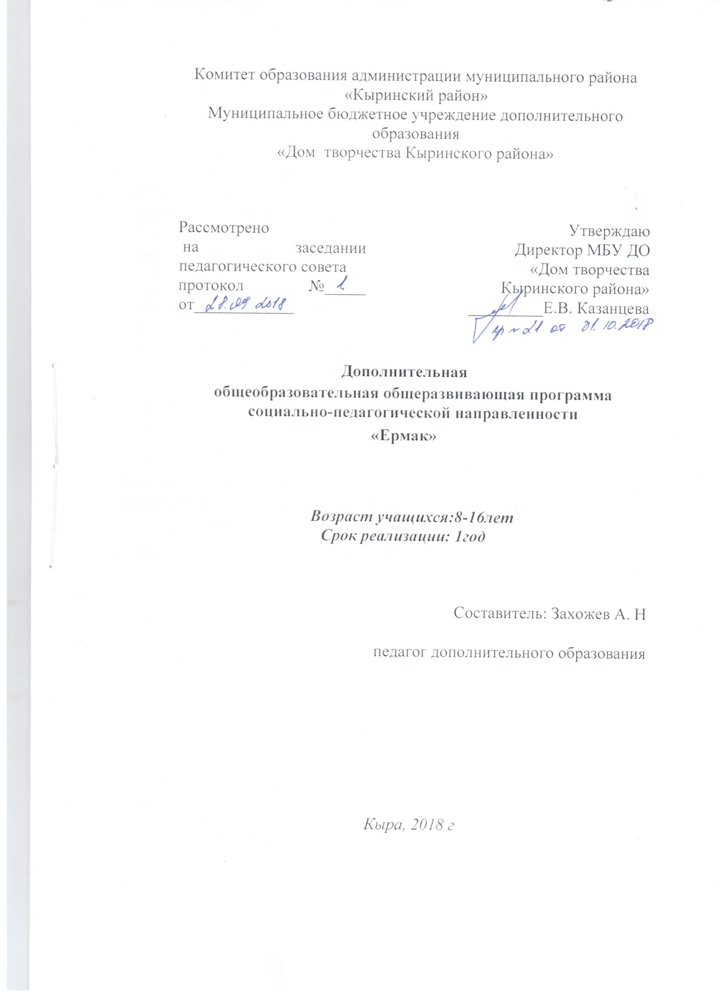 Комитет образования администрации муниципального района
«Кыринский район»
Муниципальное бюджетное учреждение дополнительного
образования
«Дом творчества Кыринского района»
Рассмотрено
на заседании
педагогического совета
протокол № 1
от 28.09 2018
Утверждаю
Директор МБУ ДО
«Дом творчества
Кыринского района»
Е.В. Казанцева
пр № 21 от 01.10.2018
Дополнительная
общеобразовательная общеразвивающая программа
социально-педагогической направленности
«Ермак»
Возраст учащихся:8-16лет
Срок реализации: 1год
Составитель: Захожев А. Н
педагог дополнительного образования
Кыра, 2018 г